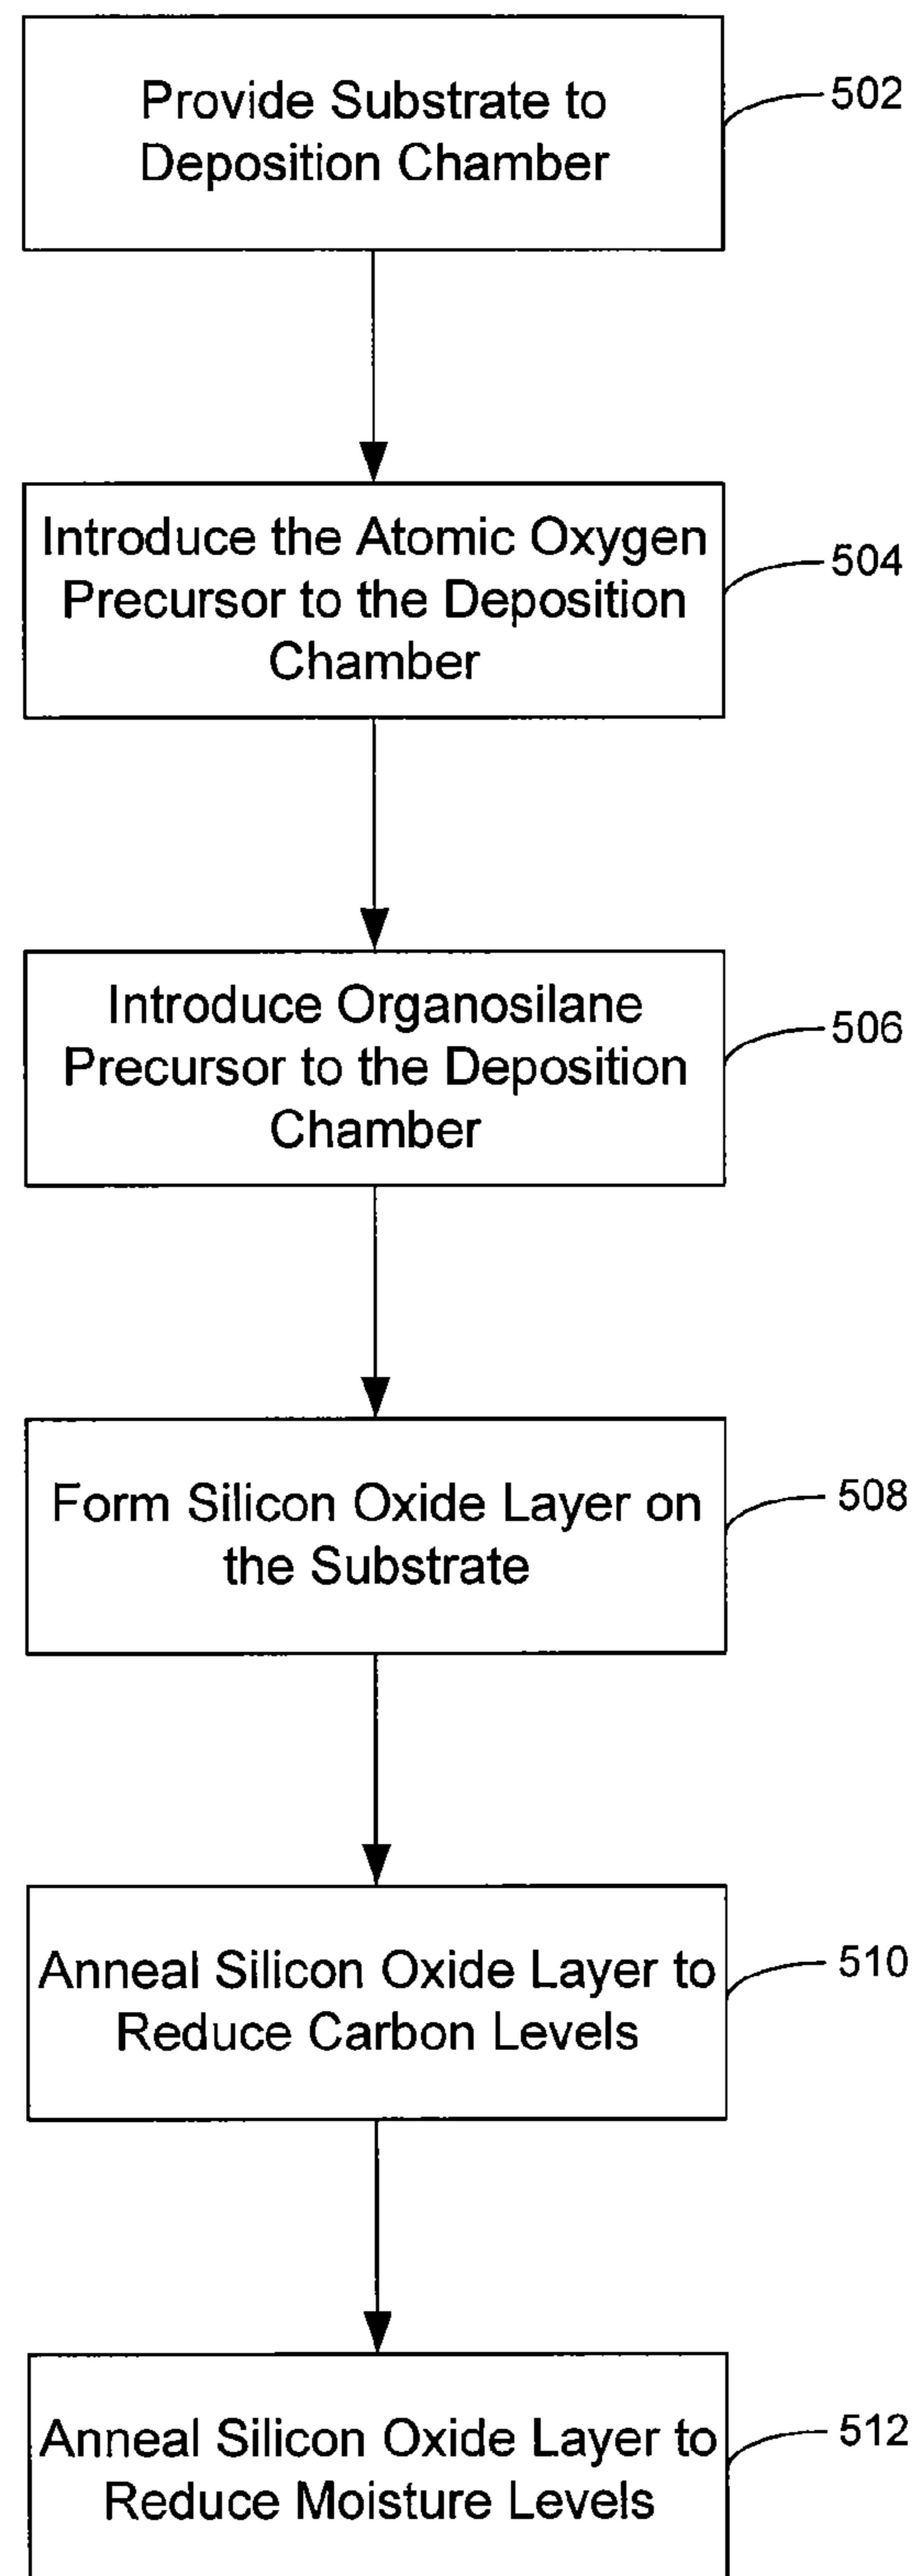 Provide Substrate to
Deposition Chamber
502
Introduce the Atomic Oxygen
Precursor to the Deposition
Chamber
504
Introduce Organosilane
Precursor to the Deposition
Chamber
506
Form Silicon Oxide Layer on
the Substrate
508
Anneal Silicon Oxide Layer to
Reduce Carbon Levels
510
Anneal Silicon Oxide Layer to
Reduce Moisture Levels
512